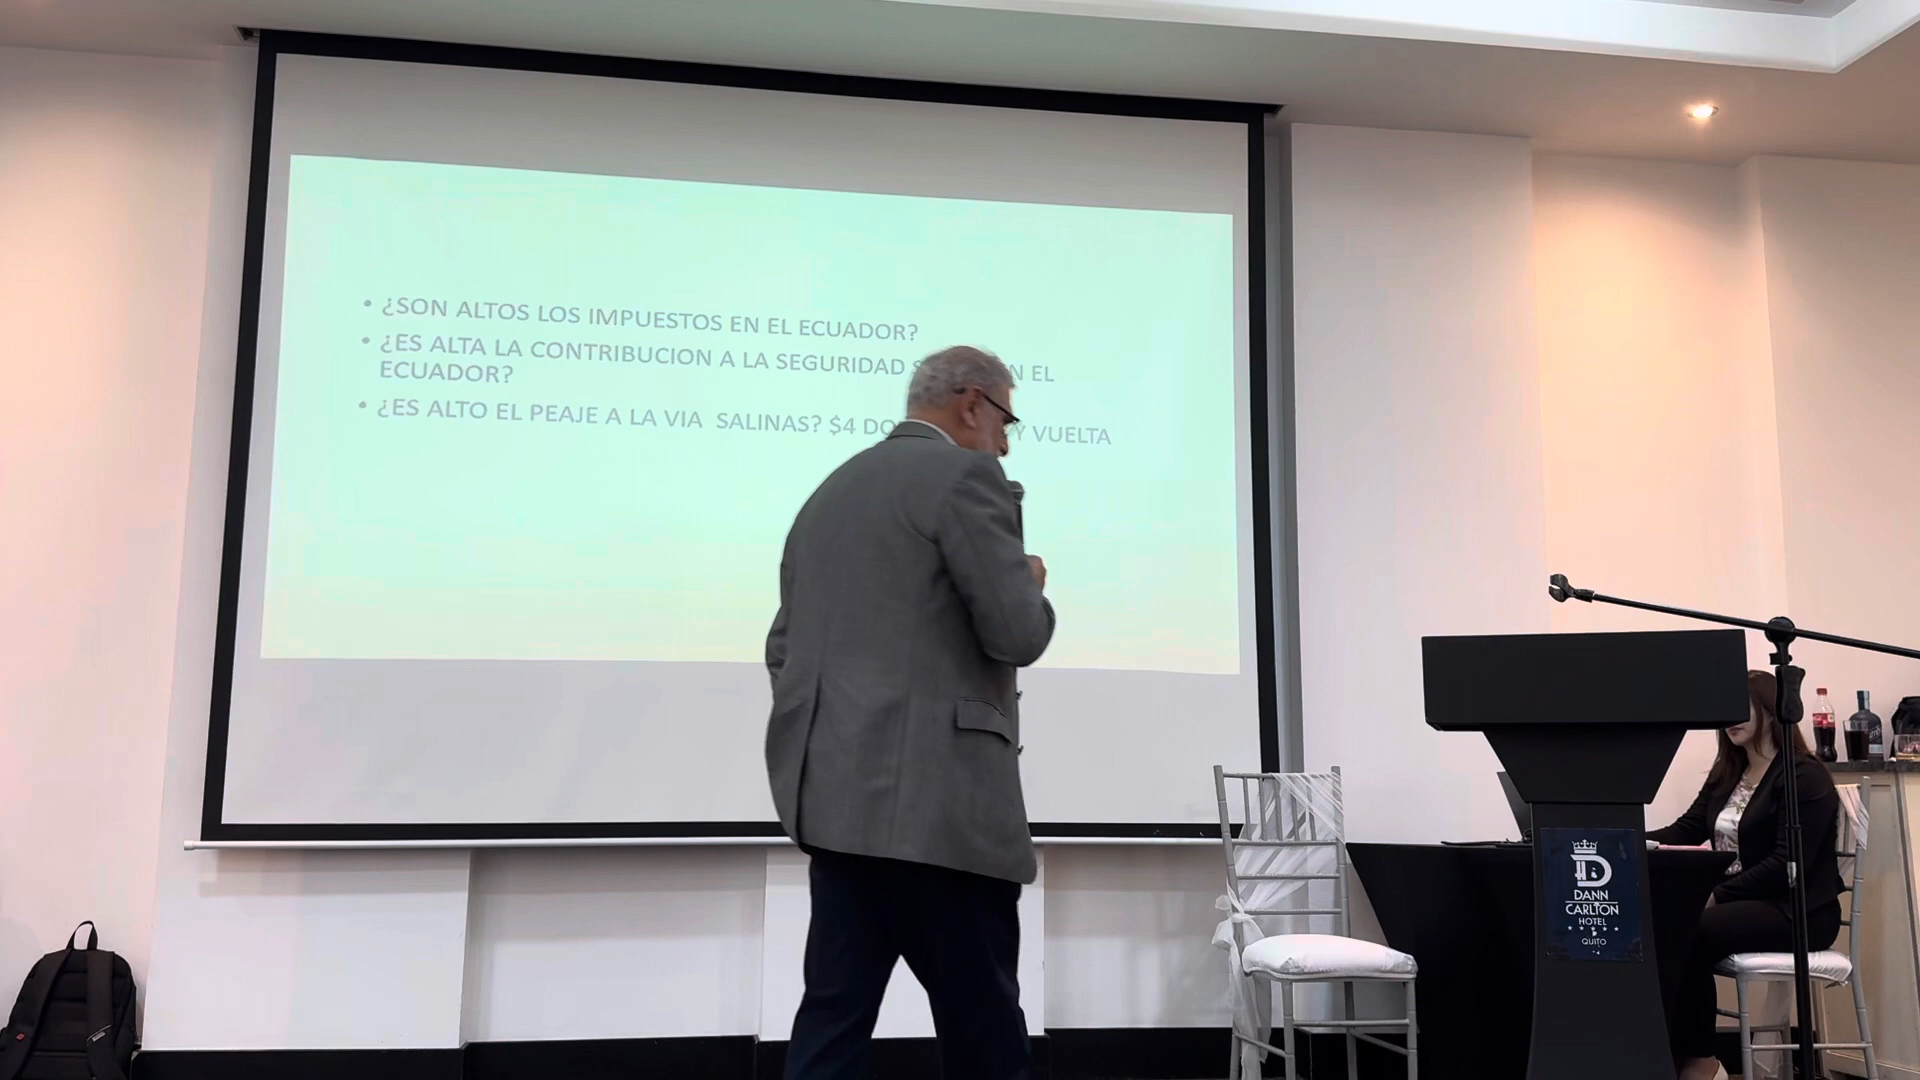 • ¿SON ALTOS LOS IMPUESTOS EN EL ECUADOR?
• ¿ES ALTA LA CONTRIBUCION A LA SEGURIDAD N EL
ECUADOR?
• ¿ES ALTO EL PEAJE A LA VIA SALINAS? $4 DO Y VUELTA
D
DANN
CARLTON
HOTEL
QUITO